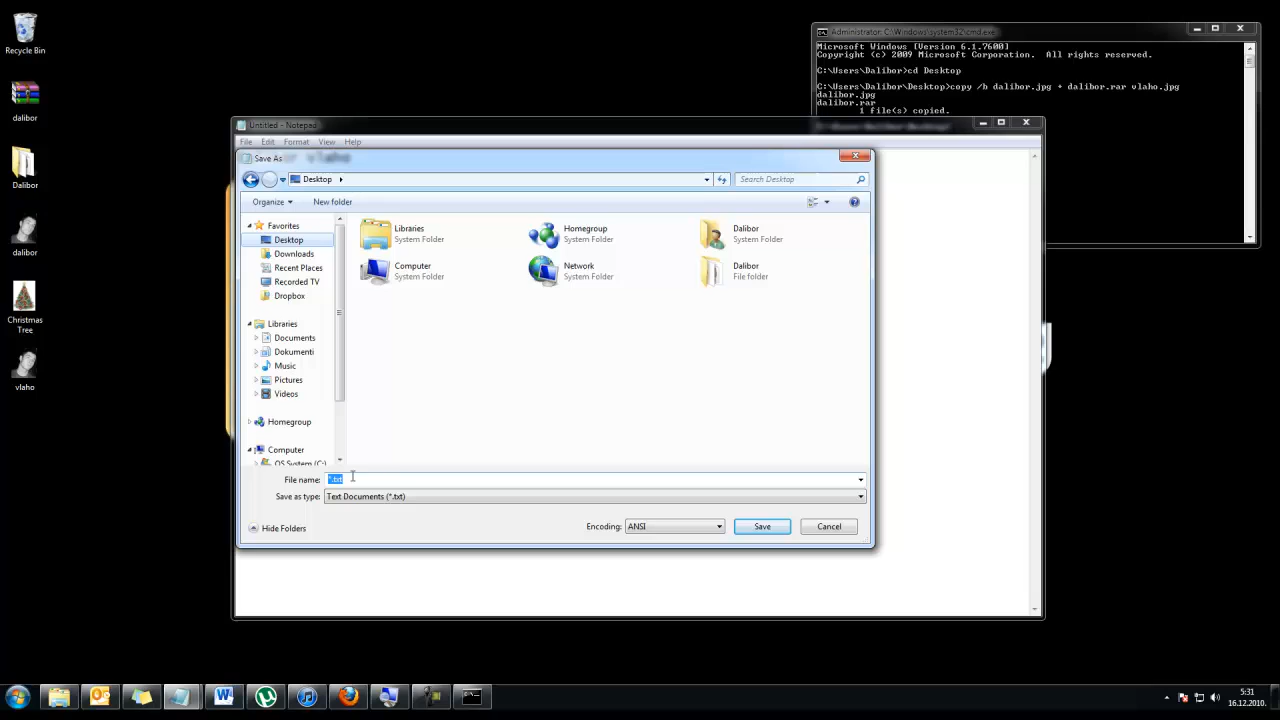 Recycle Bin
dalibor
Dalibor
dalibor
Christmas
Tree
vlaho
Administrator: C:\Windows\system32\cmd.exe
Microsoft Windows [Version 6.1.7600]
Copyright (c) 2009 Microsoft Corporation.  All rights reserved.
C:\Users\Dalibor>cd Desktop
C:\Users\Dalibor\Desktop>copy /b dalibor.jpg + dalibor.rar vlaho.jpg
dalibor.jpg
dalibor.rar
1 file(s) copied.
Untitled - Notepad
File Edit Format View Help
vlaho
Save As
Desktop
Search Desktop
Organize
New folder
Favorites
Desktop
Downloads
Recent Places
Recorded TV
Dropbox
Libraries
Documents
Dokumenti
Music
Pictures
Videos
Homegroup
Computer
OS System (C:)
Libraries
System Folder
Homegroup
System Folder
Dalibor
System Folder
Computer
System Folder
Network
System Folder
Dalibor
File folder
File name: *.txt
Save as type: Text Documents (*.txt)
Hide Folders
Encoding: ANSI
Save
Cancel
5:31
16.12.2010.